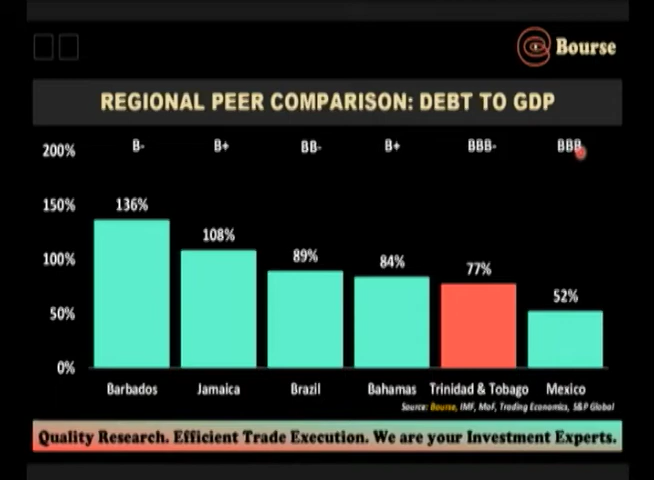 Bourse
REGIONAL PEER COMPARISON: DEBT TO GDP
200%
B-
B+
BB-
B+
BBB-
BBB
150%
136%
108%
100%
89%
84%
77%
50%
52%
0%
Barbados
Jamaica
Brazil
Bahamas
Trinidad & Tobago
Mexico
Source: Bourse, IMF, MoF, Trading Economics, S&P Global
Quality Research. Efficient Trade Execution. We are your Investment Experts.